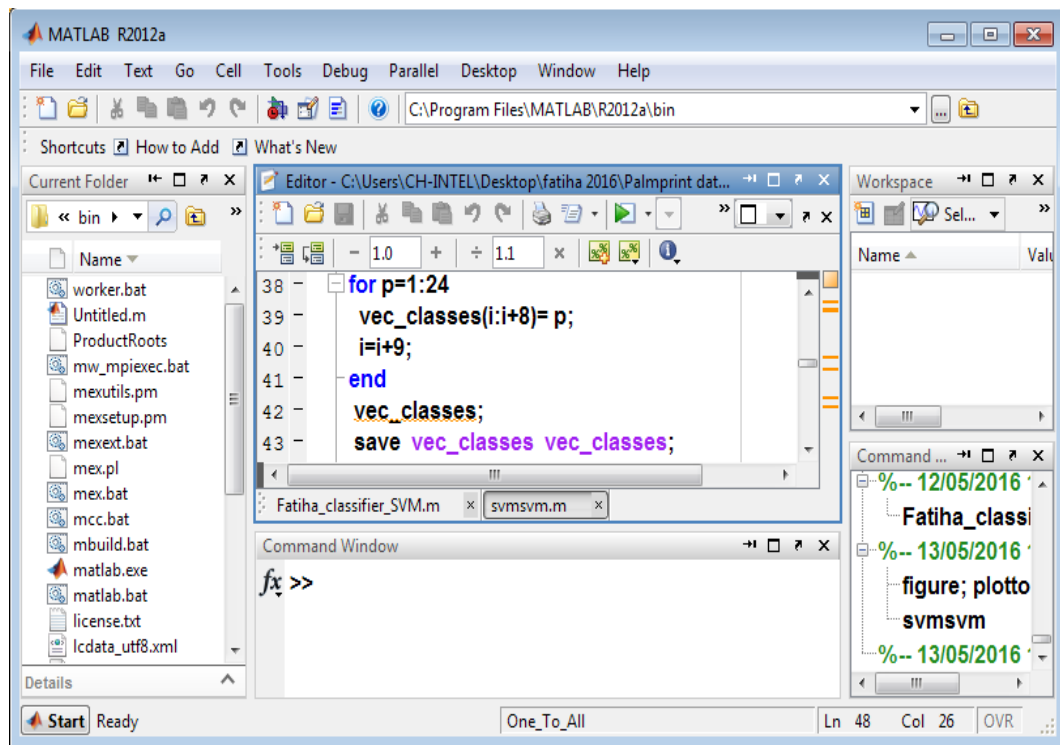 MATLAB R2012a
File Edit Text Go Cell Tools Debug Parallel Desktop Window Help
C:\Program Files\MATLAB\R2012a\bin
Shortcuts How to Add What's New
Current Folder
« bin
Name
worker.bat
Untitled.m
ProductRoots
mw_mpiexec.bat
mexutils.pm
mexsetup.pm
mexext.bat
mex.pl
mex.bat
mcc.bat
mbuild.bat
matlab.exe
matlab.bat
license.txt
lcdata_utf8.xml
Details
Editor - C:\Users\CH-INTEL\Desktop\fatiha 2016\Palmprint dat...
- 1.0 + ÷ 1.1 ×
38 - for p=1:24
39 - vec_classes(i:i+8)= p;
40 - i=i+9;
41 - end
42 - vec_classes;
43 - save vec_classes vec_classes;
Fatiha_classifier_SVM.m × svmsvm.m ×
Command Window
fx >>
Workspace
Sel...
Name Valu
Command ...
%-- 12/05/2016
Fatiha_classi
%-- 13/05/2016
figure; plotto
svmsvm
%-- 13/05/2016
Start Ready One_To_All Ln 48 Col 26 OVR